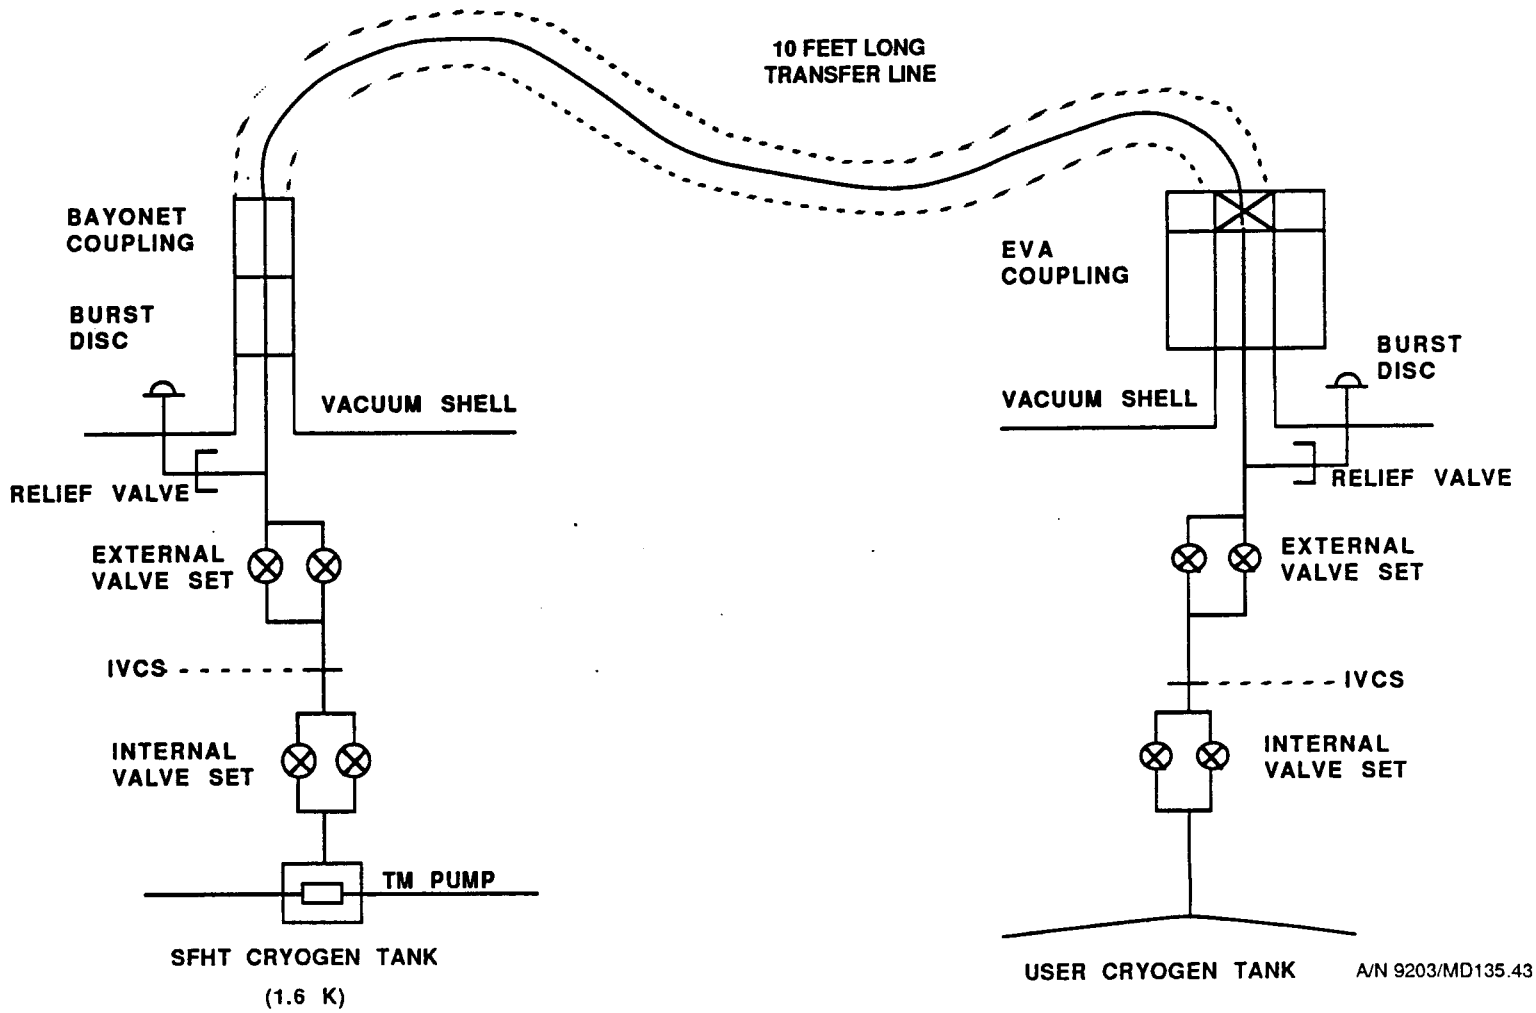 10 FEET LONG
TRANSFER LINE
BAYONET
COUPLING
BURST
DISC
VACUUM SHELL
RELIEF VALVE
EXTERNAL
VALVE SET
IVCS
INTERNAL
VALVE SET
TM PUMP
SFHT CRYOGEN TANK
(1.6 K)
EVA
COUPLING
BURST
DISC
VACUUM SHELL
RELIEF VALVE
EXTERNAL
VALVE SET
IVCS
INTERNAL
VALVE SET
USER CRYOGEN TANK
A/N 9203/MD135.43